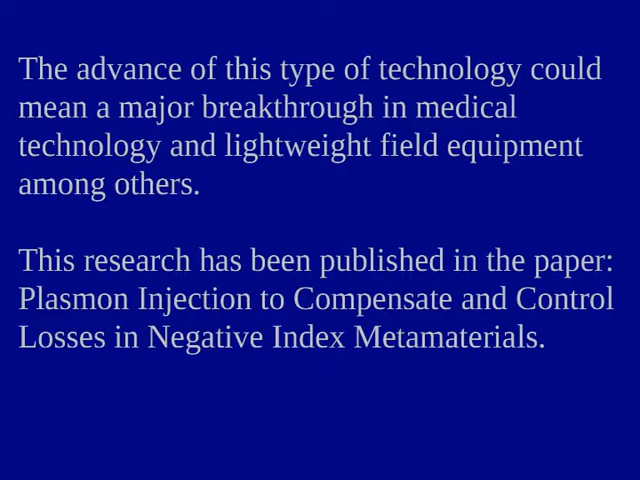 The advance of this type of technology could
mean a major breakthrough in medical
technology and lightweight field equipment
among others.
This research has been published in the paper:
Plasmon Injection to Compensate and Control
Losses in Negative Index Metamaterials.